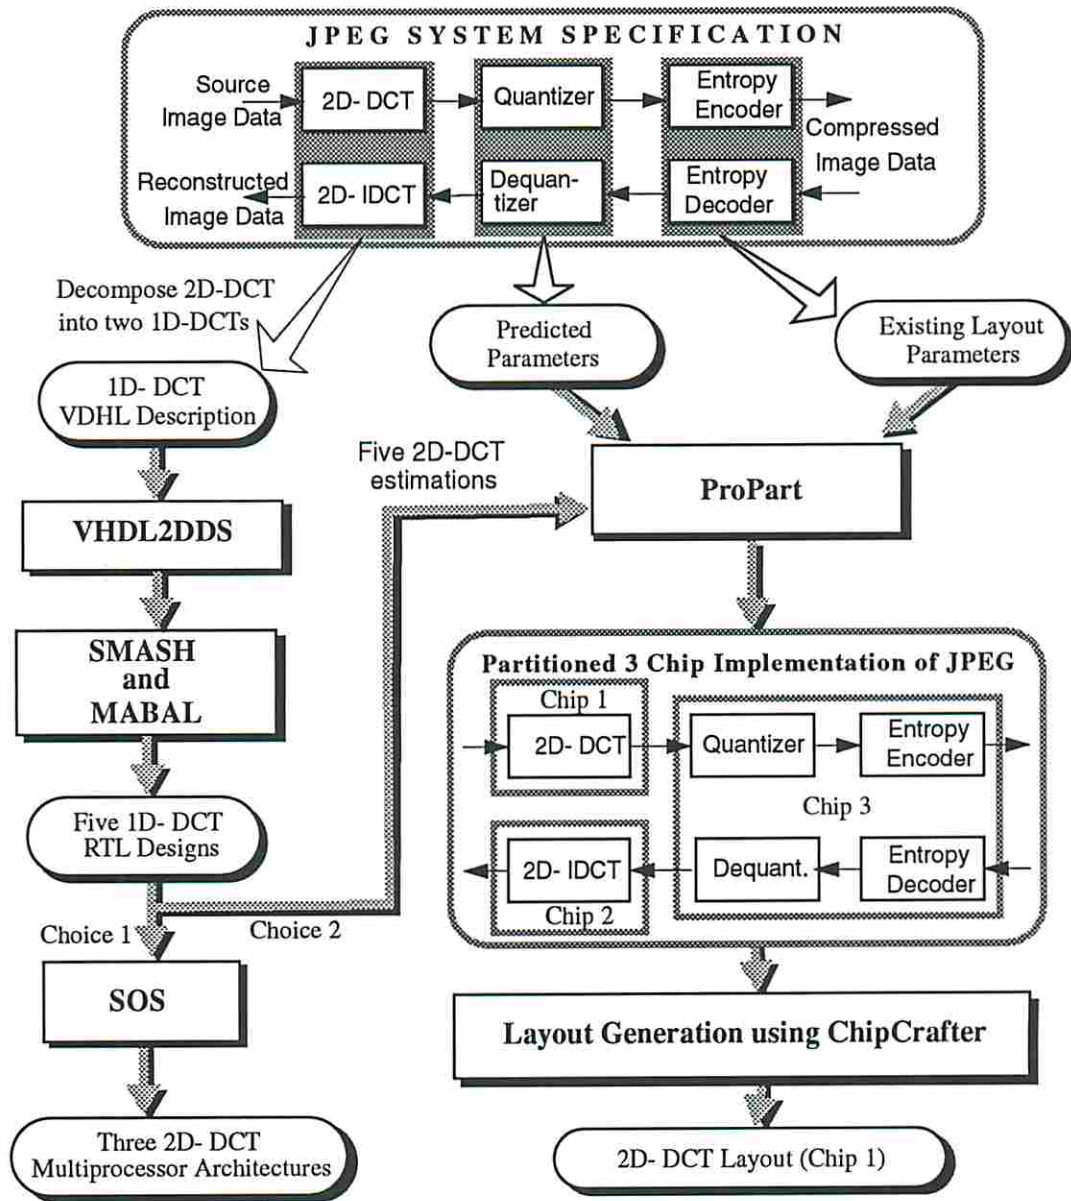 JPEG SYSTEM SPECIFICATION
Source
Image Data
2D- DCT
Quantizer
Entropy
Encoder
Compressed
Image Data
Reconstructed
Image Data
2D- IDCT
Dequan-
tizer
Entropy
Decoder
Decompose 2D-DCT
into two 1D-DCTs
Predicted
Parameters
Existing Layout
Parameters
1D- DCT
VDHL Description
Five 2D-DCT
estimations
ProPart
VHDL2DDS
SMASH
and
MABAL
Partitioned 3 Chip Implementation of JPEG
Chip 1
2D- DCT
Quantizer
Entropy
Encoder
Chip 3
Five 1D- DCT
RTL Designs
2D- IDCT
Dequant.
Entropy
Decoder
Chip 2
Choice 1
Choice 2
SOS
Layout Generation using ChipCrafter
Three 2D- DCT
Multiprocessor Architectures
2D- DCT Layout (Chip 1)